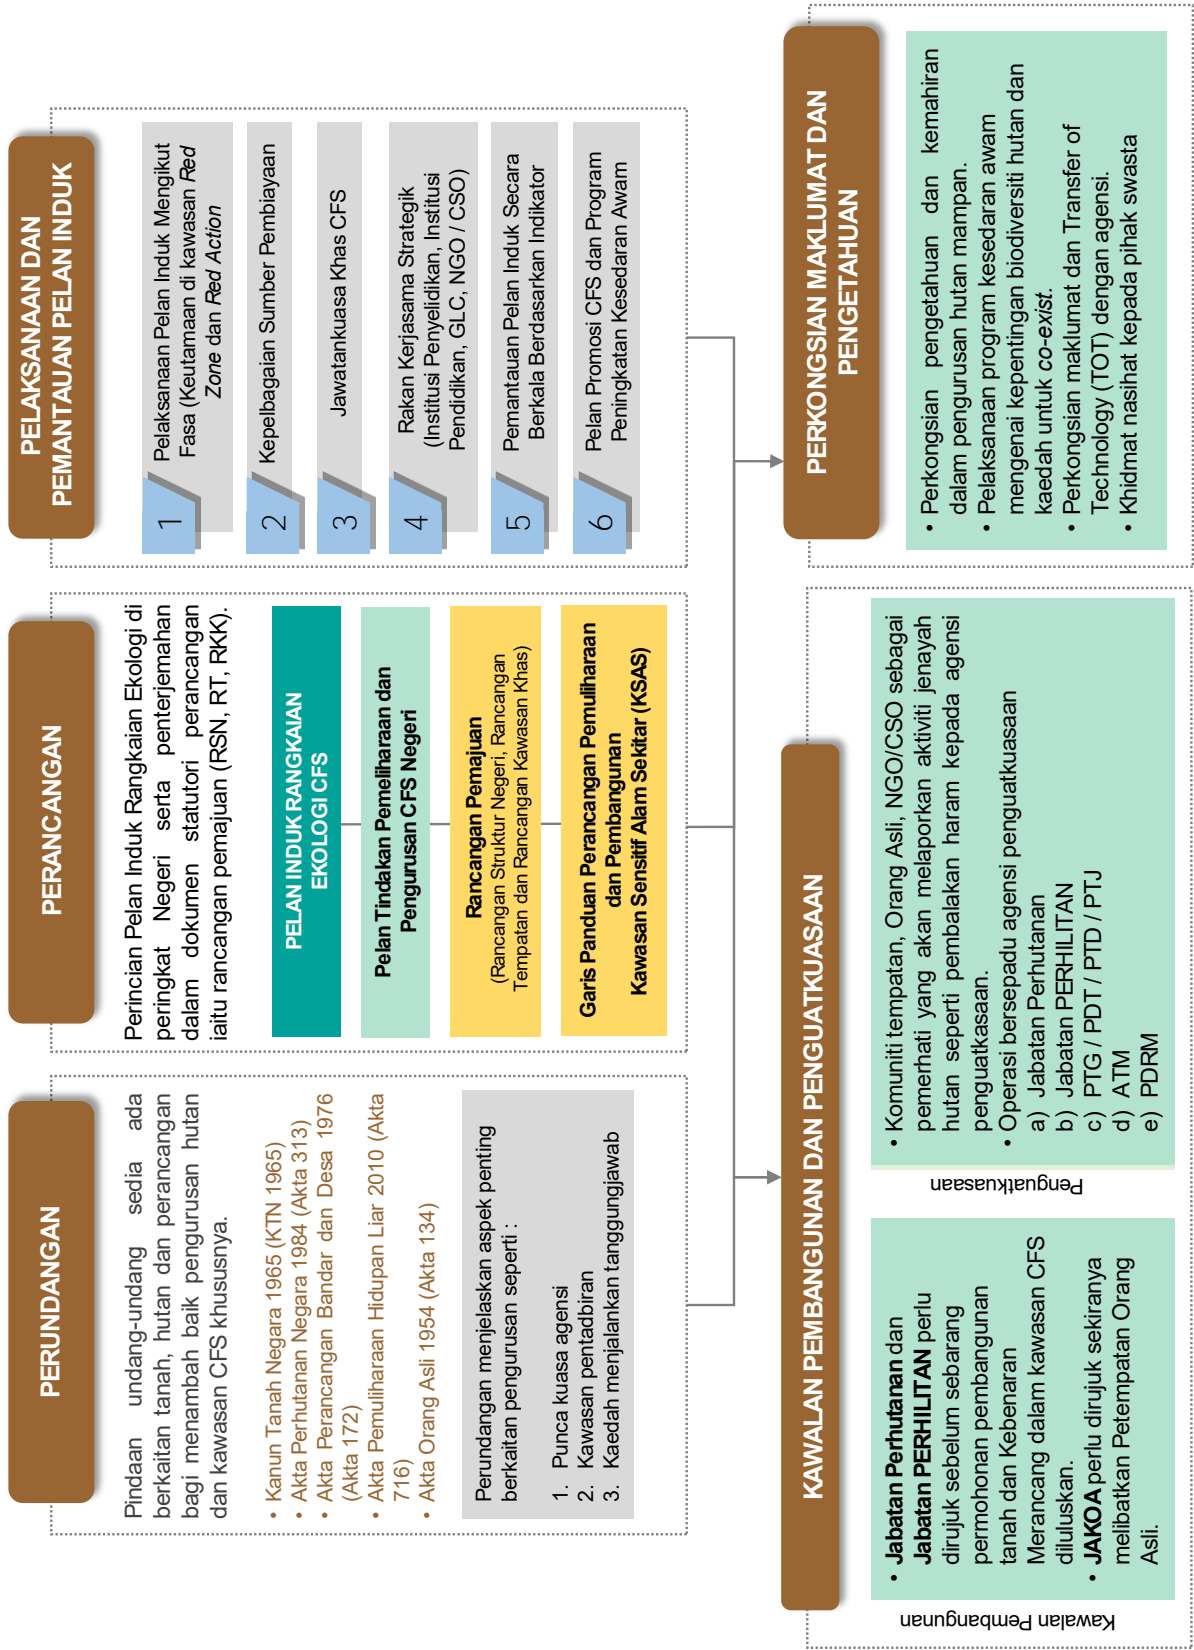 PERUNDANGAN
Pindaan undang-undang sedia ada
berkaitan tanah, hutan dan perancangan
bagi menambah baik pengurusan hutan
dan kawasan CFS khususnya.
• Kanun Tanah Negara 1965 (KTN 1965)
• Akta Perhutanan Negara 1984 (Akta 313)
• Akta Perancangan Bandar dan Desa 1976
(Akta 172)
• Akta Pemuliharaan Hidupan Liar 2010 (Akta
716)
• Akta Orang Asli 1954 (Akta 134)
Perundangan menjelaskan aspek penting
berkaitan pengurusan seperti :
1. Punca kuasa agensi
2. Kawasan pentadbiran
3. Kaedah menjalankan tanggungjawab
PERANCANGAN
Perincian Pelan Induk Rangkaian Ekologi di
peringkat Negeri serta penterjemahan
dalam dokumen statutori perancangan
iaitu rancangan pemajuan (RSN, RT, RKK).
PELAN INDUK RANGKAIAN
EKOLOGI CFS
Pelan Tindakan Pemeliharaan dan
Pengurusan CFS Negeri
Rancangan Pemajuan
(Rancangan Struktur Negeri, Rancangan
Tempatan dan Rancangan Kawasan Khas)
Garis Panduan Perancangan Pemuliharaan
dan Pembangunan
Kawasan Sensitif Alam Sekitar (KSAS)
PELAKSANAAN DAN
PEMANTAUAN PELAN INDUK
1
Pelaksanaan Pelan Induk Mengikut
Fasa (Keutamaan di kawasan Red
Zone dan Red Action
2
Kepelbagaian Sumber Pembiayaan
3
Jawatankuasa Khas CFS
4
Rakan Kerjasama Strategik
(Institusi Penyelidikan, Institusi
Pendidikan, GLC, NGO / CSO)
5
Pemantauan Pelan Induk Secara
Berkala Berdasarkan Indikator
6
Pelan Promosi CFS dan Program
Peningkatan Kesedaran Awam
KAWALAN PEMBANGUNAN DAN PENGUATKUASAAN
Kawalan Pembangunan
• Jabatan Perhutanan dan
Jabatan PERHILITAN perlu
dirujuk sebelum sebarang
permohonan pembangunan
tanah dan Kebenaran
Merancang dalam kawasan CFS
diluluskan.
• JAKOA perlu dirujuk sekiranya
melibatkan Petempatan Orang
Asli.
Penguatkuasaan
• Komuniti tempatan, Orang Asli, NGO/CSO sebagai
pemerhati yang akan melaporkan aktiviti jenayah
hutan seperti pembalakan haram kepada agensi
penguatkasaan.
• Operasi bersepadu agensi penguatkuasaan
a) Jabatan Perhutanan
b) Jabatan PERHILITAN
c) PTG / PDT / PTD / PTJ
d) ATM
e) PDRM
PERKONGSIAN MAKLUMAT DAN
PENGETAHUAN
• Perkongsian pengetahuan dan kemahiran
dalam pengurusan hutan mampan.
• Pelaksanaan program kesedaran awam
mengenai kepentingan biodiversiti hutan dan
kaedah untuk co-exist.
• Perkongsian maklumat dan Transfer of
Technology (TOT) dengan agensi.
• Khidmat nasihat kepada pihak swasta